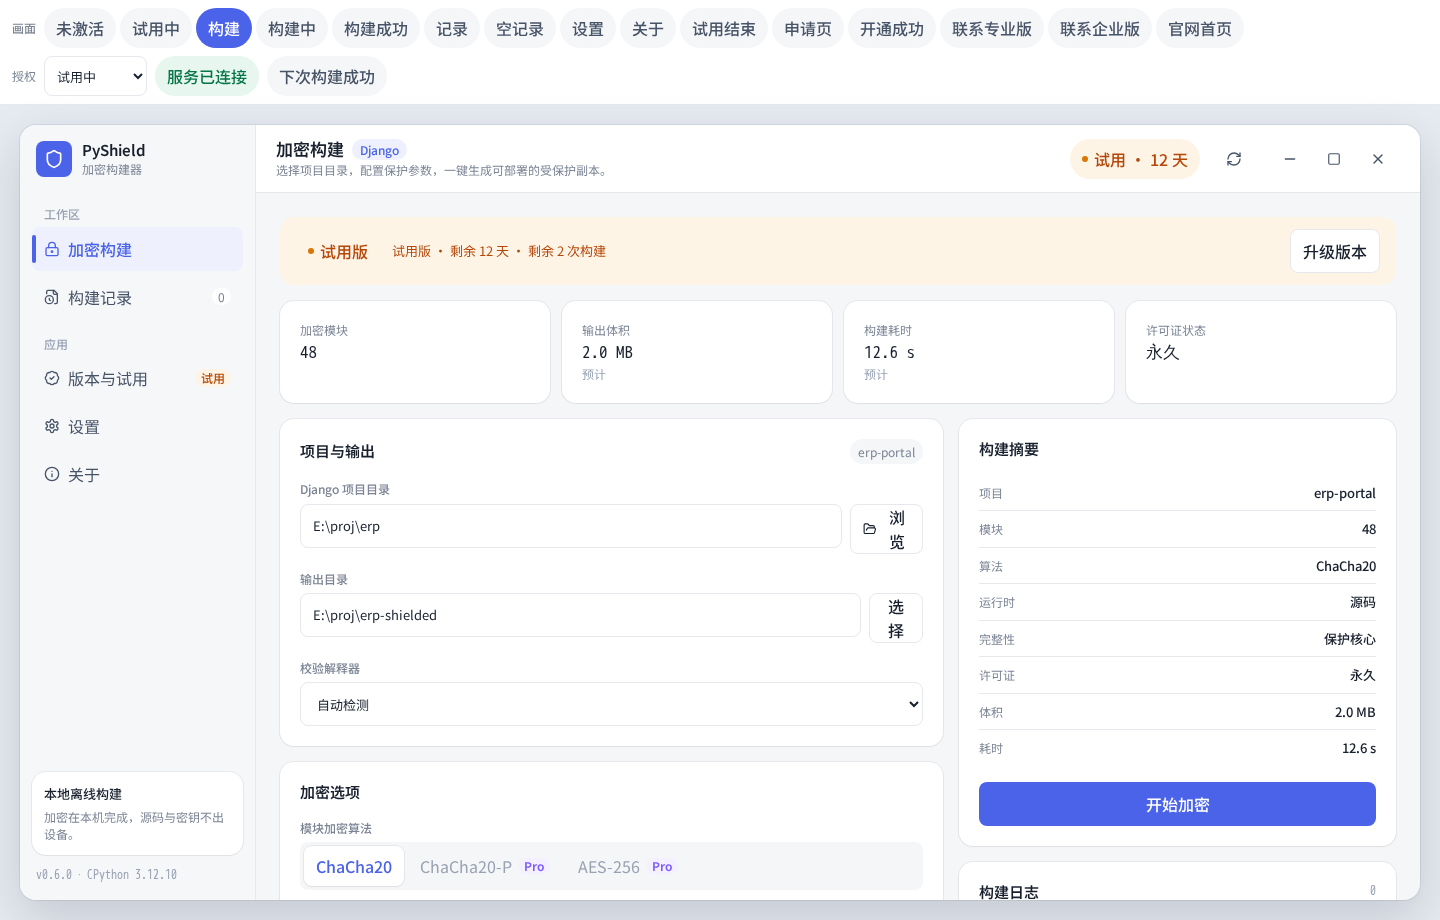 画面 未激活 试用中 构建 构建中 构建成功 记录 空记录 设置 关于 试用结束 申请页 开通成功 联系专业版 联系企业版 官网首页
授权 试用中 服务已连接 下次构建成功
PyShield
加密构建器
工作区
加密构建
构建记录 0
应用
版本与试用 试用
设置
关于
本地离线构建
加密在本机完成，源码与密钥不出
设备。
v0.6.0 · CPython 3.12.10
加密构建 Django
选择项目目录，配置保护参数，一键生成可部署的受保护副本。
试用 · 12 天
试用版 试用版 · 剩余 12 天 · 剩余 2 次构建 升级版本
加密模块
48
输出体积
2.0 MB
预计
构建耗时
12.6 s
预计
许可证状态
永久
项目与输出 erp-portal
Django 项目目录
E:\proj\erp
浏
览
输出目录
E:\proj\erp-shielded
选
择
校验解释器
自动检测
加密选项
模块加密算法
ChaCha20 ChaCha20-P Pro AES-256 Pro
构建摘要
项目 erp-portal
模块 48
算法 ChaCha20
运行时 源码
完整性 保护核心
许可证 永久
体积 2.0 MB
耗时 12.6 s
开始加密
构建日志 0